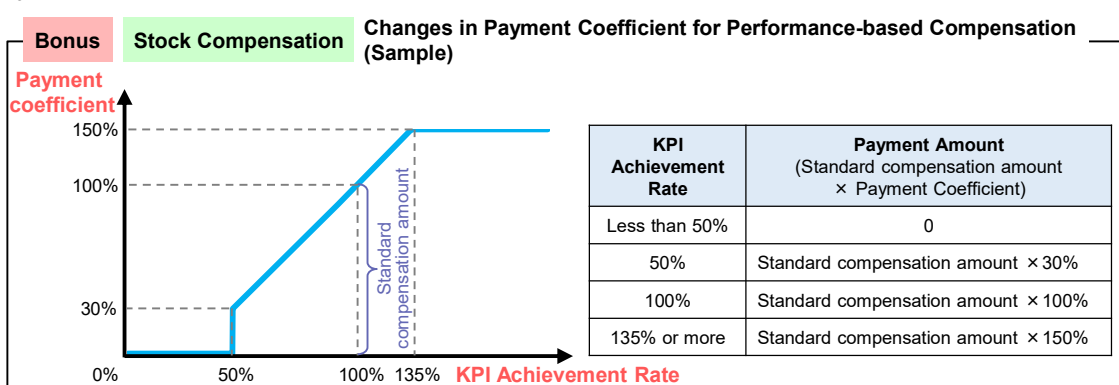 Bonus
Stock Compensation
Changes in Payment Coefficient for Performance-based Compensation
(Sample)
Payment
coefficient
150%
100%
30%
0%
50%
100%
135%
KPI Achievement Rate
Standard
compensation amount
KPI
Achievement
Rate
Payment Amount
(Standard compensation amount
× Payment Coefficient)
Less than 50%
0
50%
Standard compensation amount ×30%
100%
Standard compensation amount ×100%
135% or more
Standard compensation amount ×150%